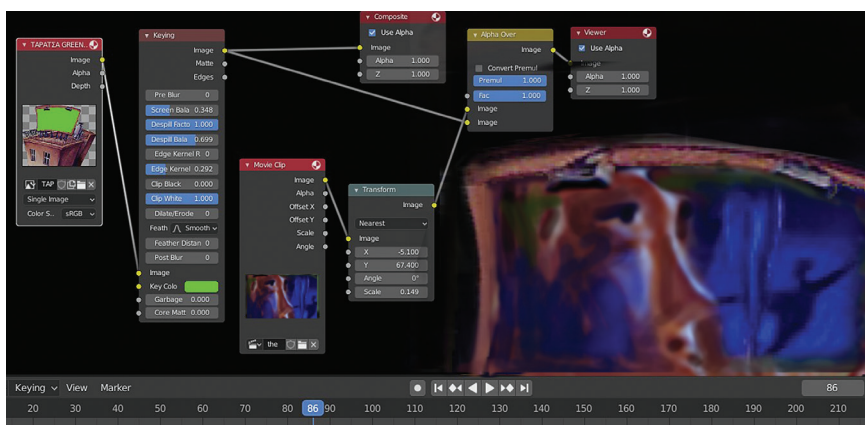 TAPATΣA GREEN..
Image
Alpha
Depth
TAP
Single Image
Color S.. sRGB
Keying
Image
Matte
Edges
Pre Blur 0
Screen Bala 0.348
Despill Facto 1.000
Despill Bala 0.699
Edge Kernel R 0
Edge Kernel 0.292
Clip Black 0.000
Clip White 1.000
Dilate/Erode 0
Feath Smooth
Feather Distan 0
Post Blur 0
Image
Key Colo
Garbage 0.000
Core Matt 0.000
Movie Clip
Image
Alpha
Offset X
Offset Y
Scale
Angle
the
Transform
Image
Nearest
Image
X -5.100
Y 67.400
Angle 0°
Scale 0.149
Composite
Use Alpha
Image
Alpha 1.000
Z 1.000
Alpha Over
Image
Convert Premul
Premul 1.000
Fac 1.000
Image
Image
Viewer
Use Alpha
Image
Alpha 1.000
Z 1.000
Keying View Marker 86
20 30 40 50 60 70 80 86 90 100 110 120 130 140 150 160 170 180 190 200 210